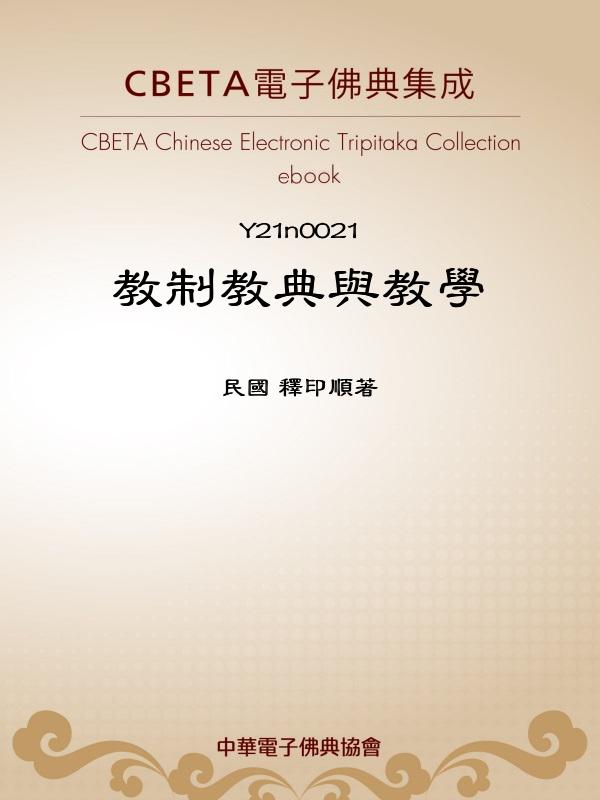 CBETA電子佛典集成
CBETA Chinese Electronic Tripitaka Collection
ebook
Y21n0021
教制教典與教學
民國 釋印順著
中華電子佛典協會